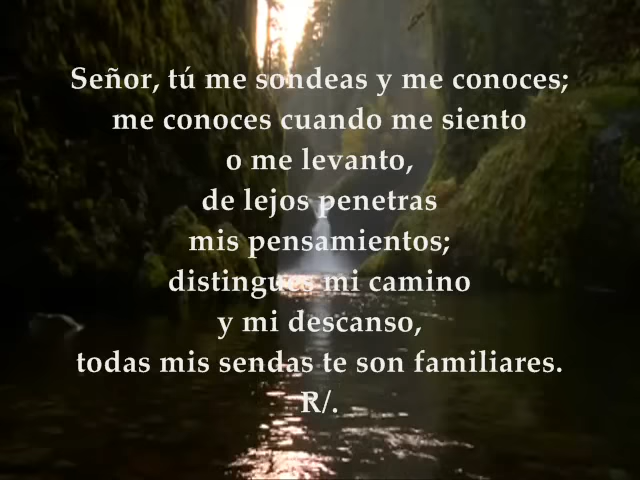 Señor, tú me sondeas y me conoces;
me conoces cuando me siento
o me levanto,
de lejos penetras
mis pensamientos;
distingues mi camino
y mi descanso,
todas mis sendas te son familiares.
R/.